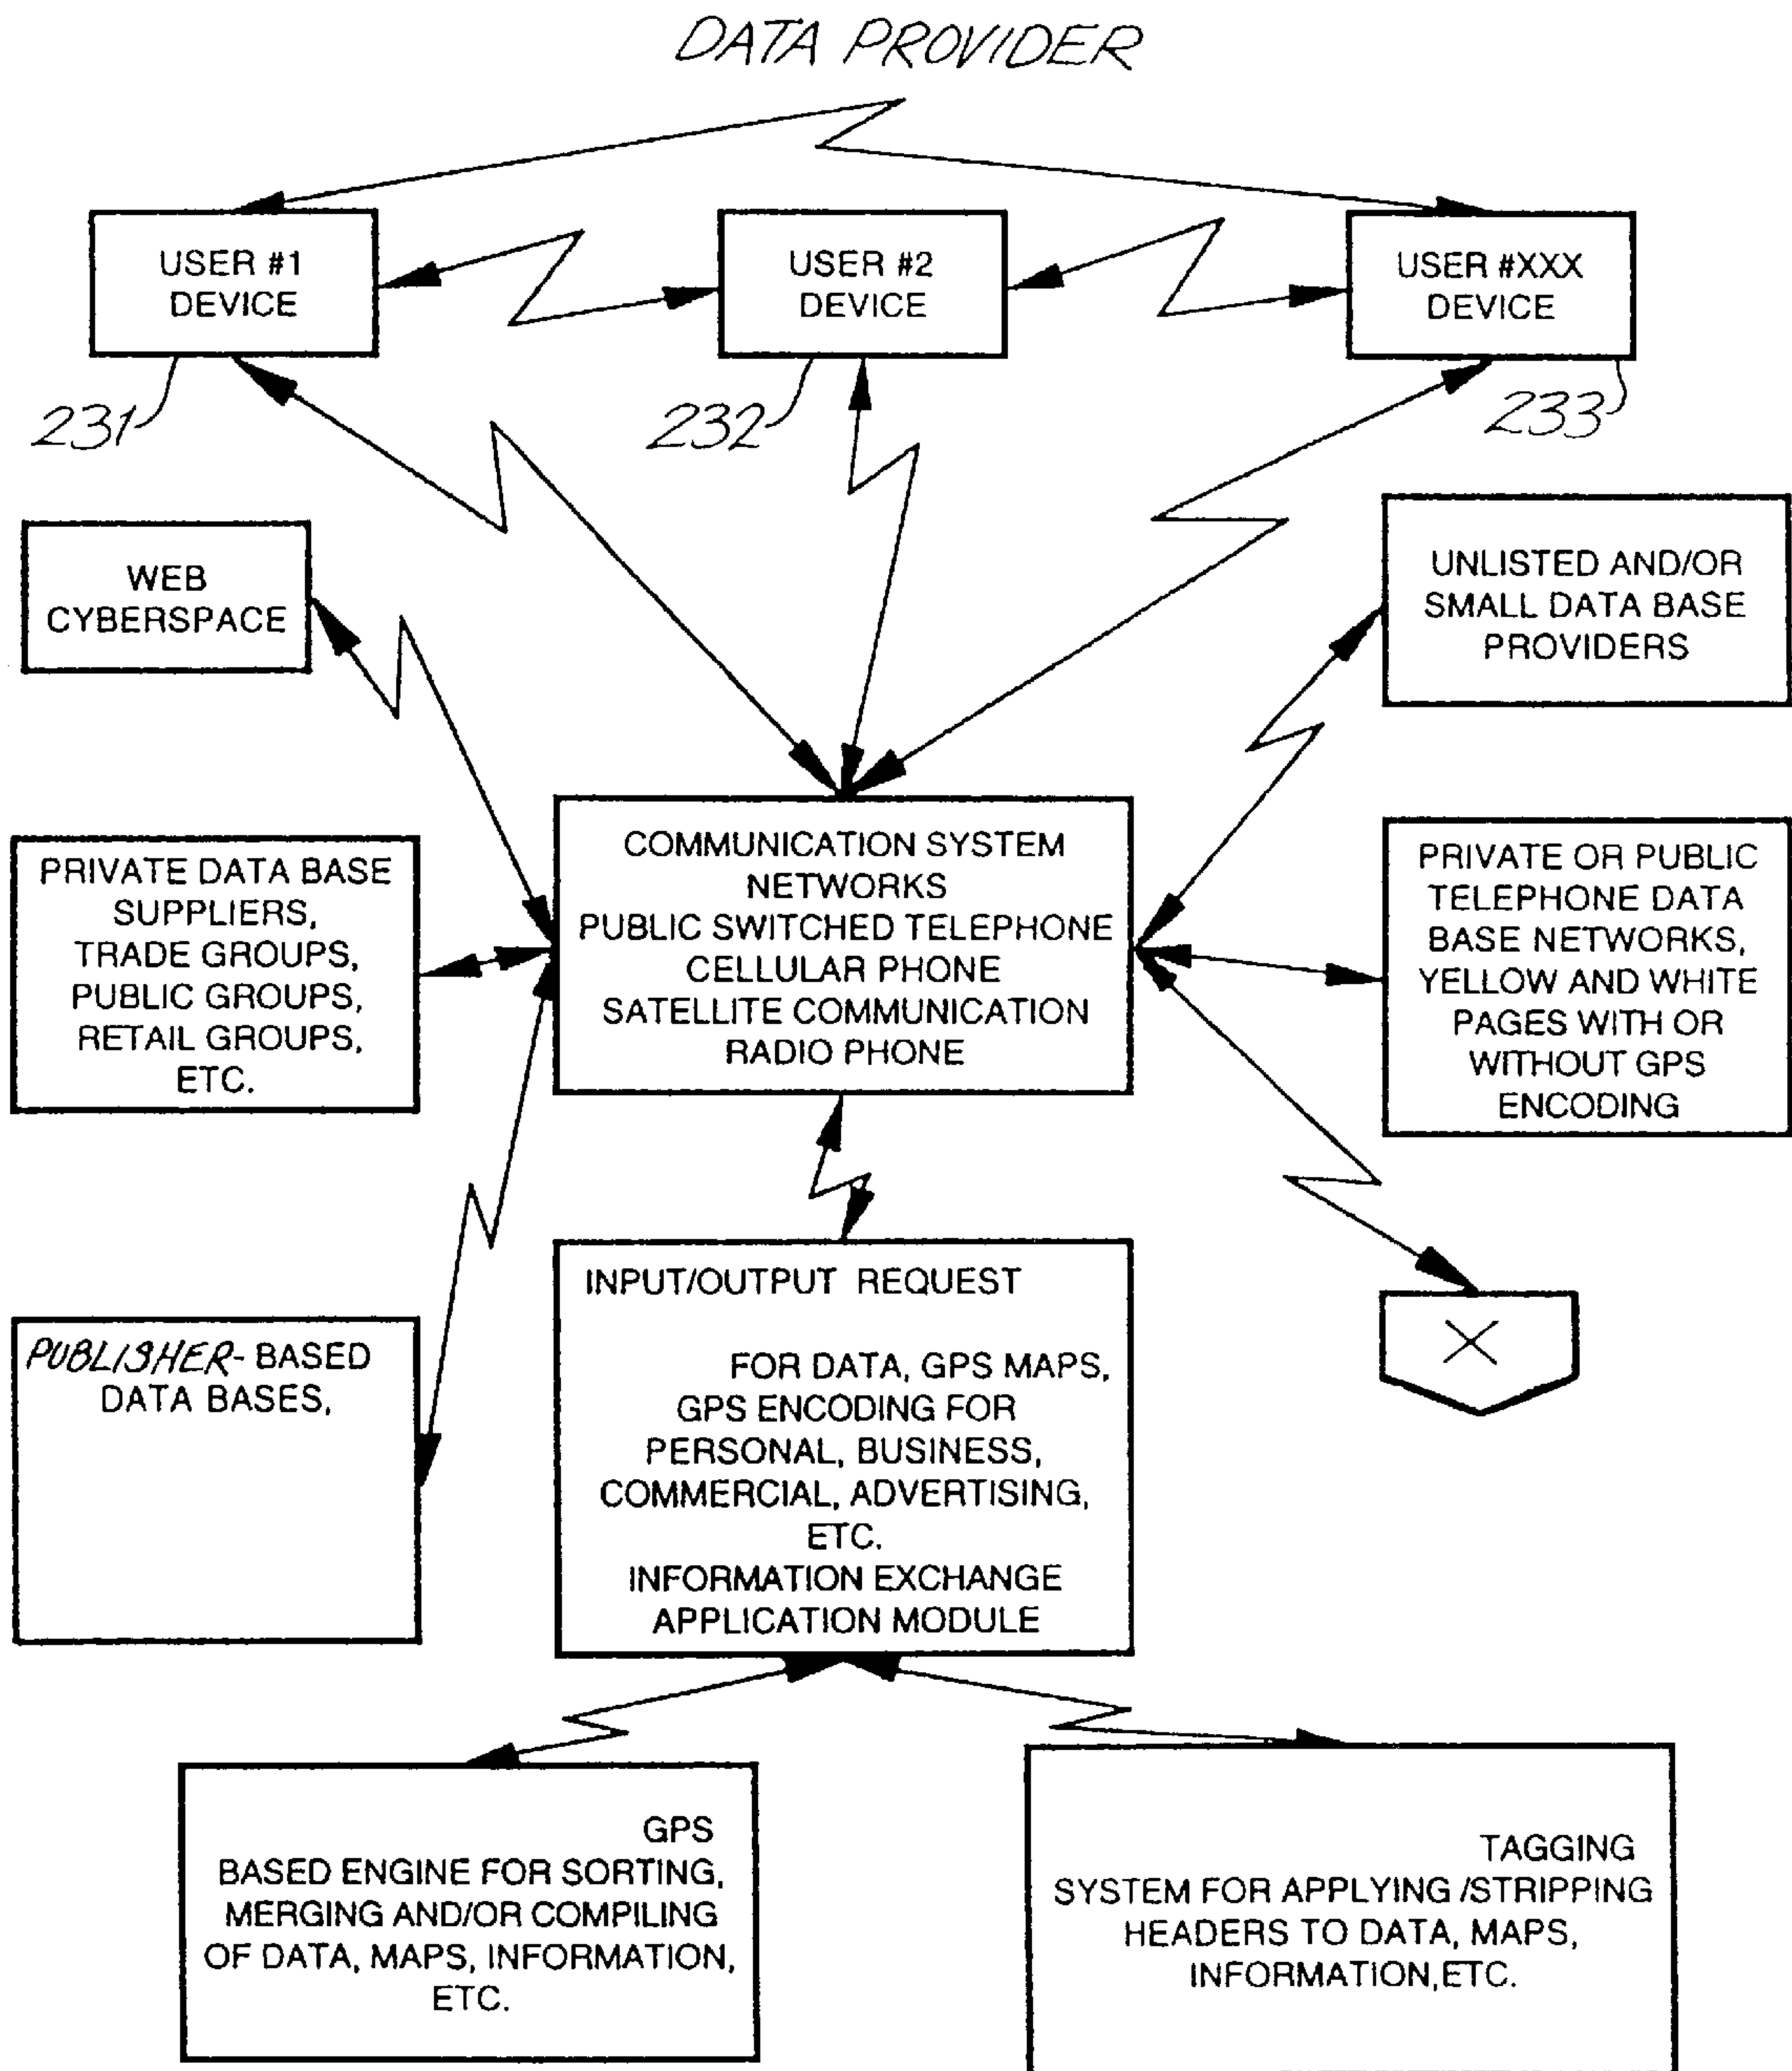 DATA PROVIDER
USER #1
DEVICE
USER #2
DEVICE
USER #XXX
DEVICE
231
232
233
WEB
CYBERSPACE
UNLISTED AND/OR
SMALL DATA BASE
PROVIDERS
PRIVATE DATA BASE
SUPPLIERS,
TRADE GROUPS,
PUBLIC GROUPS,
RETAIL GROUPS,
ETC.
COMMUNICATION SYSTEM
NETWORKS
PUBLIC SWITCHED TELEPHONE
CELLULAR PHONE
SATELLITE COMMUNICATION
RADIO PHONE
PRIVATE OR PUBLIC
TELEPHONE DATA
BASE NETWORKS,
YELLOW AND WHITE
PAGES WITH OR
WITHOUT GPS
ENCODING
PUBLISHER- BASED
DATA BASES,
INPUT/OUTPUT REQUEST
FOR DATA, GPS MAPS,
GPS ENCODING FOR
PERSONAL, BUSINESS,
COMMERCIAL, ADVERTISING,
ETC.
INFORMATION EXCHANGE
APPLICATION MODULE
X
GPS
BASED ENGINE FOR SORTING,
MERGING AND/OR COMPILING
OF DATA, MAPS, INFORMATION,
ETC.
TAGGING
SYSTEM FOR APPLYING /STRIPPING
HEADERS TO DATA, MAPS,
INFORMATION,ETC.